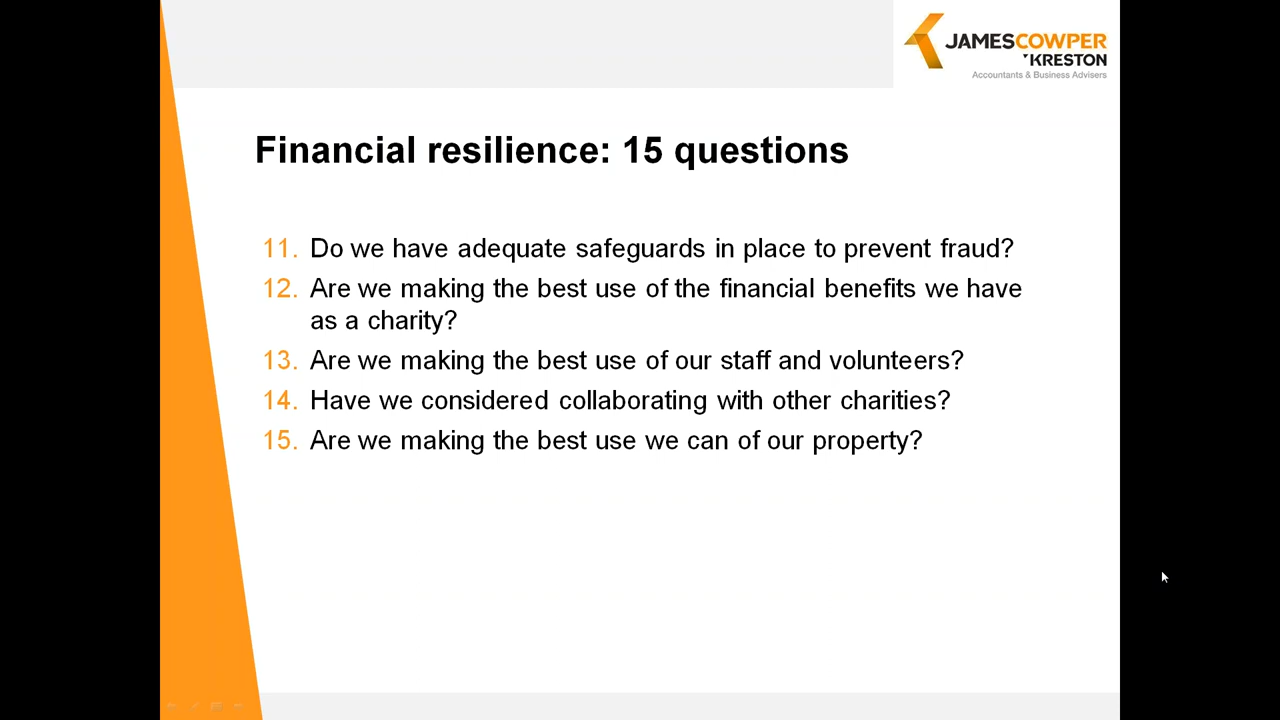 JAMESCOWPER
KRESTON
Accountants & Business Advisers
Financial resilience: 15 questions
11. Do we have adequate safeguards in place to prevent fraud?
12. Are we making the best use of the financial benefits we have
as a charity?
13. Are we making the best use of our staff and volunteers?
14. Have we considered collaborating with other charities?
15. Are we making the best use we can of our property?